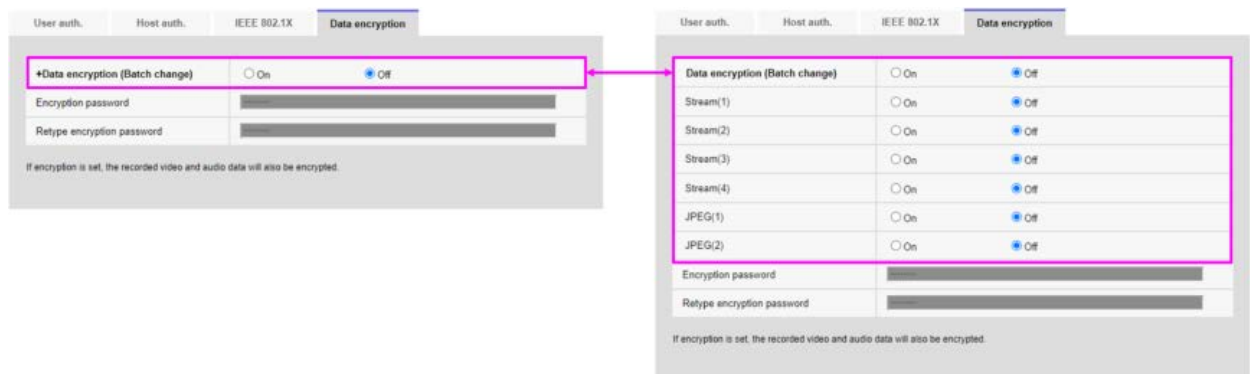 User auth. Host auth. IEEE 802.1X Data encryption
+Data encryption (Batch change) On Off
Encryption password
Retype encryption password
If encryption is set, the recorded video and audio data will also be encrypted.
User auth. Host auth. IEEE 802.1X Data encryption
Data encryption (Batch change) On Off
Stream(1) On Off
Stream(2) On Off
Stream(3) On Off
Stream(4) On Off
JPEG(1) On Off
JPEG(2) On Off
Encryption password
Retype encryption password
If encryption is set, the recorded video and audio data will also be encrypted.